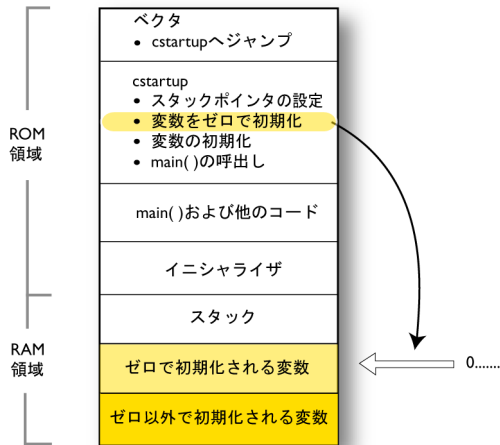 ベクタ
• cstartupへジャンプ
cstartup
• スタックポインタの設定
• 変数をゼロで初期化
• 変数の初期化
• main( )の呼出し
ROM
領域
main( )および他のコード
イニシャライザ
スタック
RAM
領域
ゼロで初期化される変数
0.......
ゼロ以外で初期化される変数